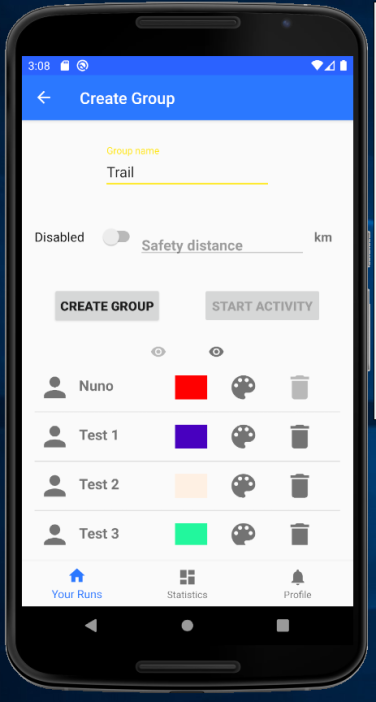 3:08
Create Group
Group name
Trail
Disabled Safety distance km
CREATE GROUP START ACTIVITY
Nuno
Test 1
Test 2
Test 3
Your Runs Statistics Profile